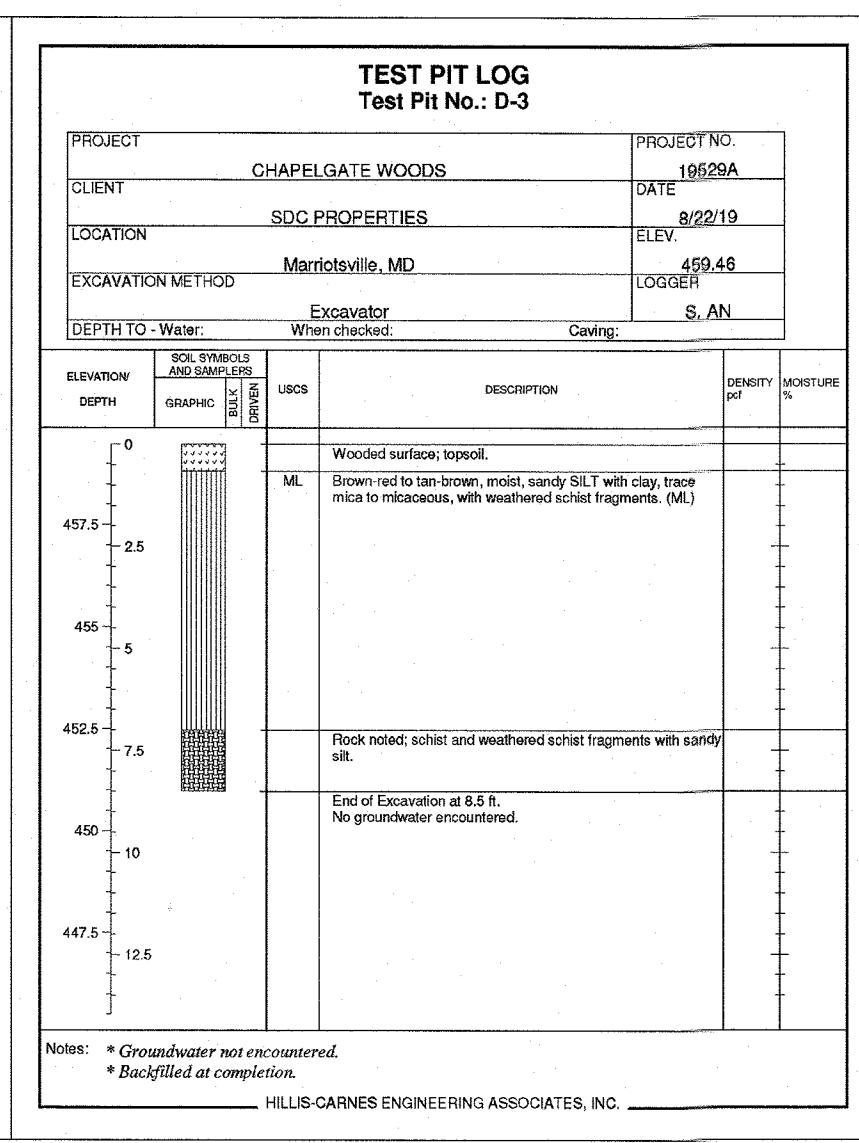 TEST PIT LOG
Test Pit No.: D-3
PROJECT
CHAPELGATE WOODS
PROJECT NO.
19529A
CLIENT
SDC PROPERTIES
DATE
8/22/19
LOCATION
Marriotsville, MD
ELEV.
459.46
EXCAVATION METHOD
Excavator
LOGGER
S. AN
DEPTH TO - Water: When checked: Caving:
ELEVATION/
DEPTH
SOIL SYMBOLS
AND SAMPLERS
GRAPHIC
BULK
DRIVEN
USCS
DESCRIPTION
DENSITY
pcf
MOISTURE
%
0
Wooded surface; topsoil.
ML
Brown-red to tan-brown, moist, sandy SILT with clay, trace
mica to micaceous, with weathered schist fragments. (ML)
457.5
2.5
455
5
452.5
Rock noted; schist and weathered schist fragments with sandy
silt.
7.5
End of Excavation at 8.5 ft.
No groundwater encountered.
450
10
447.5
12.5
Notes: * Groundwater not encountered.
* Backfilled at completion.
HILLIS-CARNES ENGINEERING ASSOCIATES, INC.